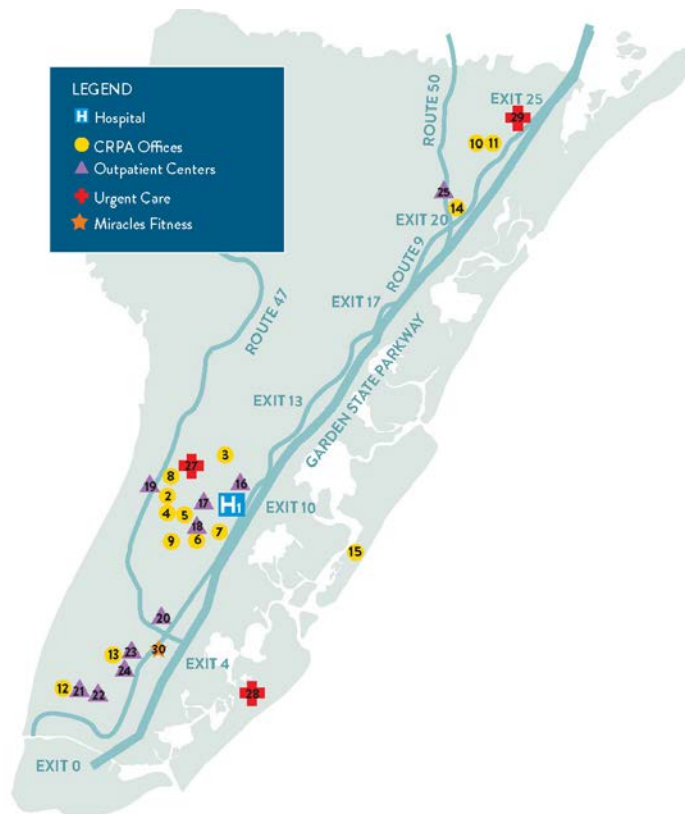 LEGEND
H Hospital
CRPA Offices
Outpatient Centers
Urgent Care
Miracles Fitness
ROUTE 50
EXIT 25
29
10 11
25
14
EXIT 20
ROUTE 9
EXIT 17
ROUTE 47
GARDEN STATE PARKWAY
EXIT 13
3
27
8
19
16
2
17
H1
EXIT 10
4
5
18
7
9
6
15
20
30
13
23
24
EXIT 4
12
21
22
28
EXIT 0